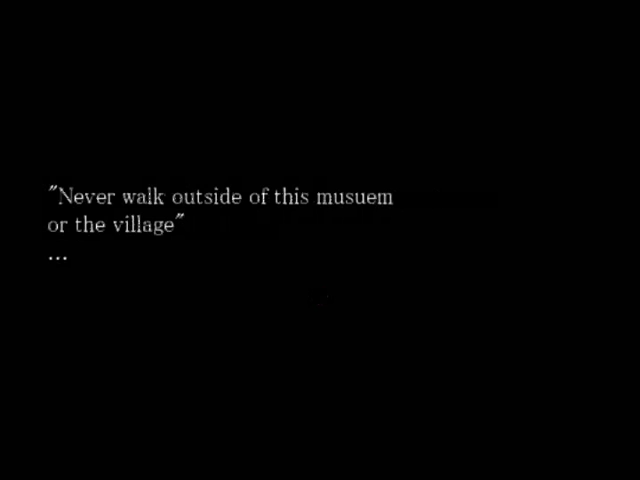 "Never walk outside of this musuem
or the village"
...